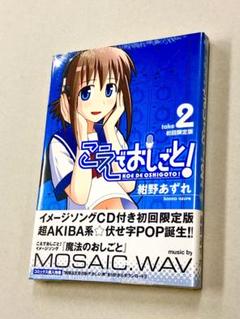 take 2
初回限定版
こえでおしごと!
KOE DE OSHIGOTO!
紺野あずれ
konno azure
イメージソングCD付き初回限定版
超AKIBA系☆伏せ字POP誕生!!
こえでおしごと!
イメージソング
『魔法のおしごと』
music by
MOSAIC.WAV